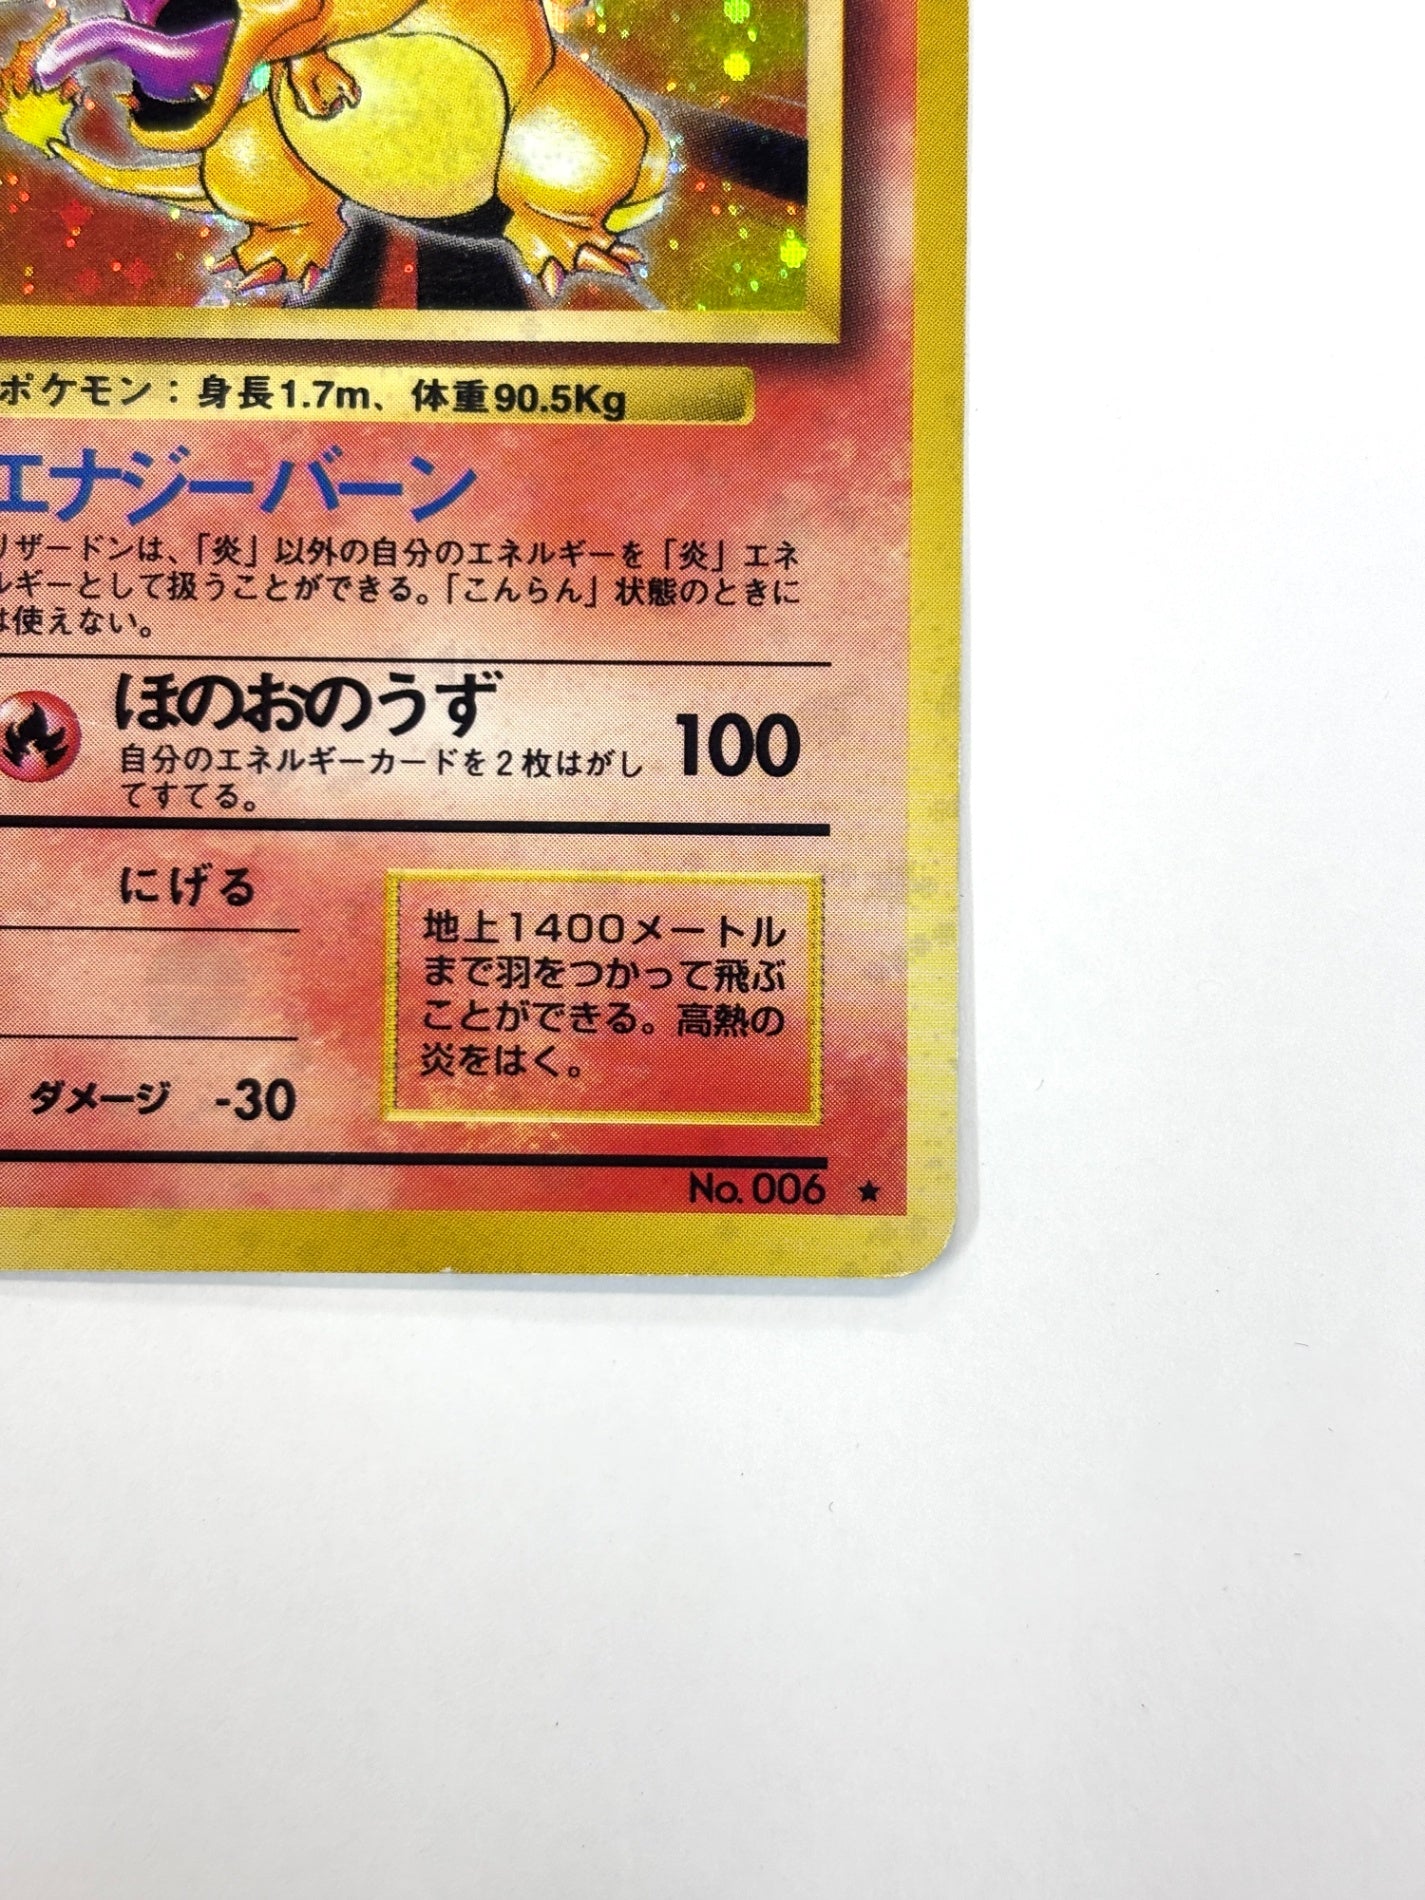 ポケモン：身長1.7m、体重90.5Kg
エナジーバーン
リザードンは、「炎」以外の自分のエネルギーを「炎」エネ
ルギーとして扱うことができる。「こんらん」状態のときに
は使えない。
ほのおのうず 100
自分のエネルギーカードを2枚はがし
てすてる。
にげる
地上1400メートル
まで羽をつかって飛ぶ
ことができる。高熱の
炎をはく。
ダメージ -30
No. 006 ★